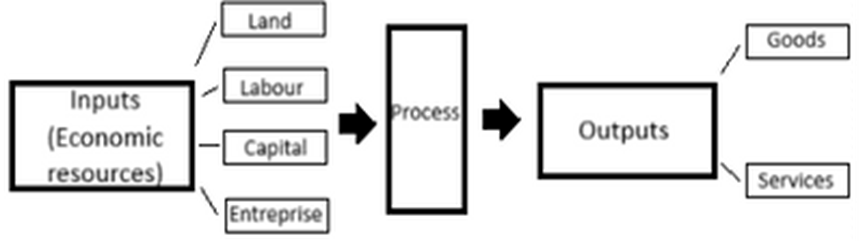 Inputs
(Economic
resources)
Land
Labour
Capital
Entreprise
Process
Outputs
Goods
Services